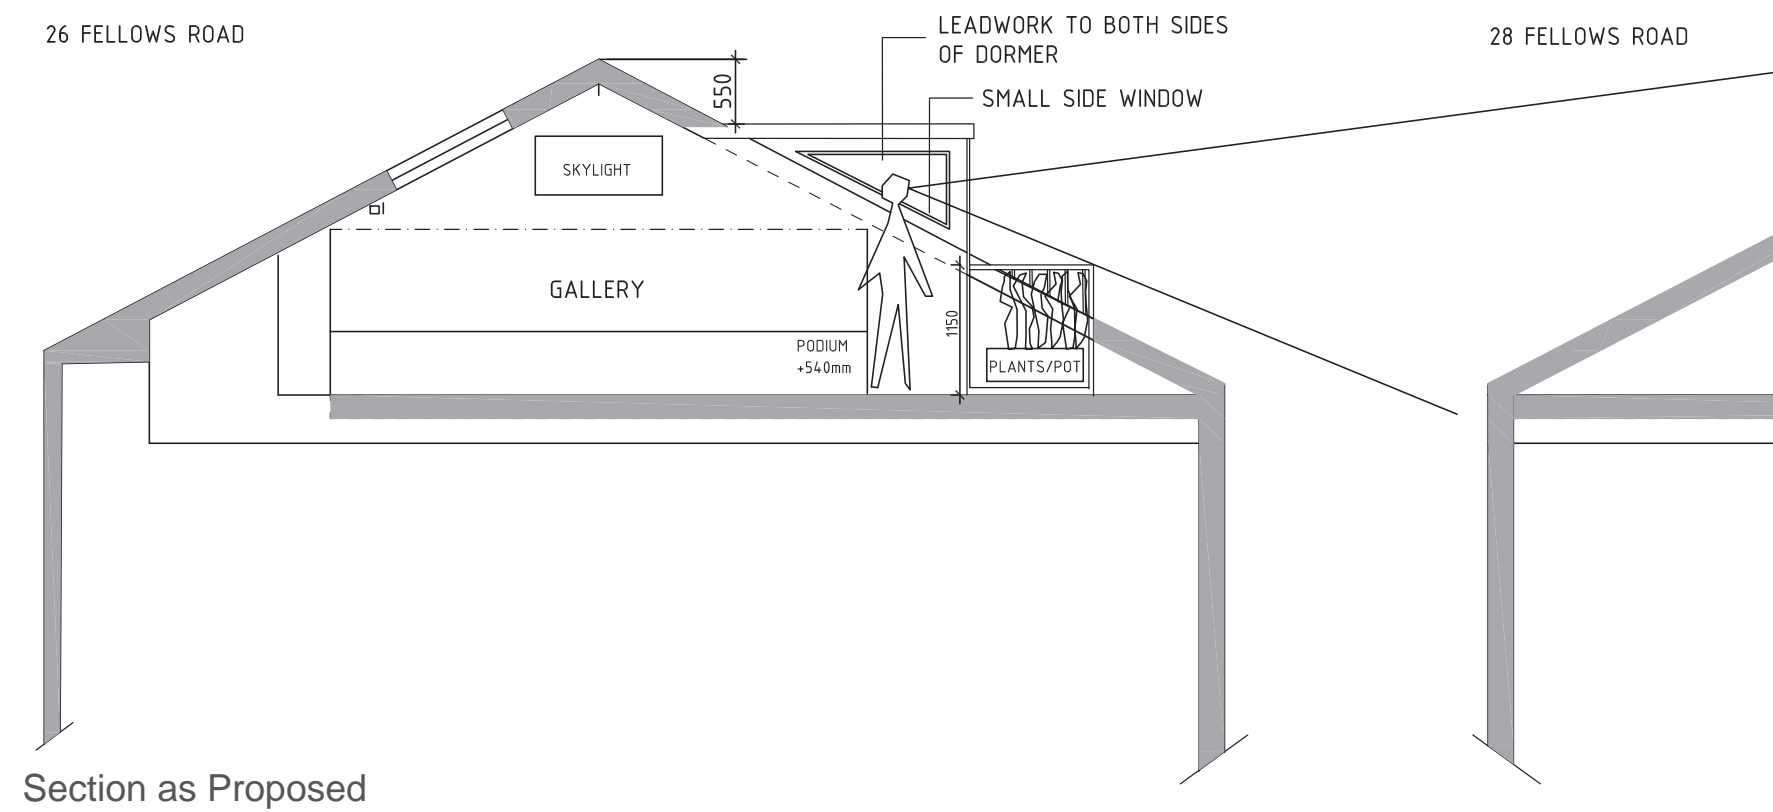 26 FELLOWS ROAD
LEADWORK TO BOTH SIDES
OF DORMER
28 FELLOWS ROAD
550
SMALL SIDE WINDOW
SKYLIGHT
GALLERY
1150
PODIUM
+540mm
PLANTS/POT
Section as Proposed